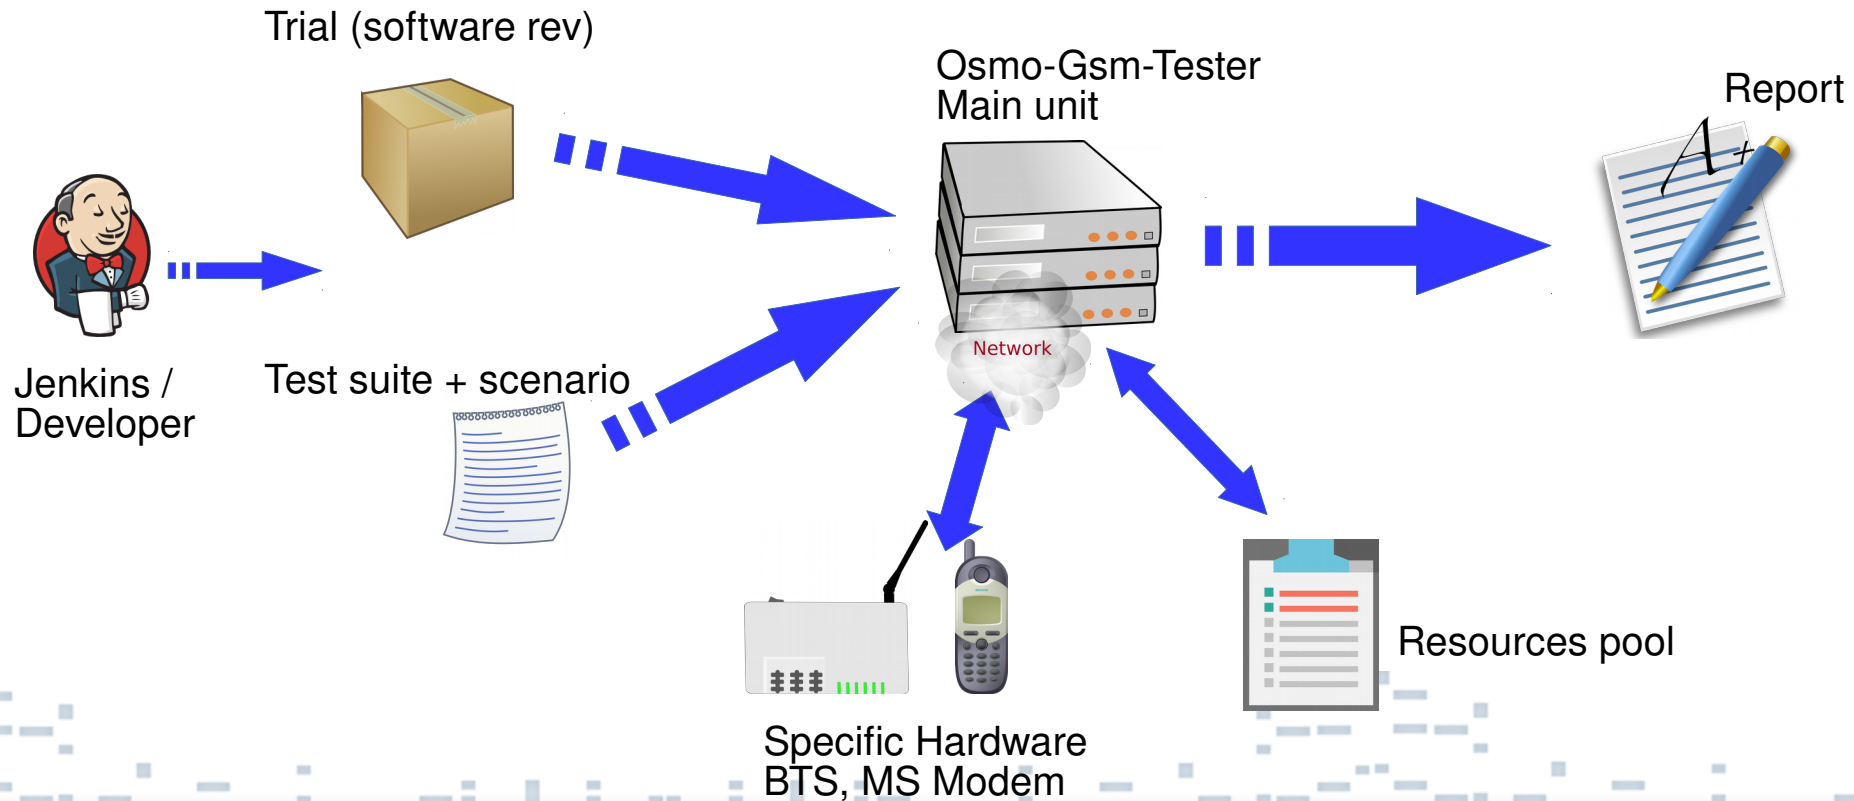 Trial (software rev)
Osmo-Gsm-Tester
Main unit
Report
A+
Network
Jenkins /
Developer
Test suite + scenario
Resources pool
Specific Hardware
BTS, MS Modem